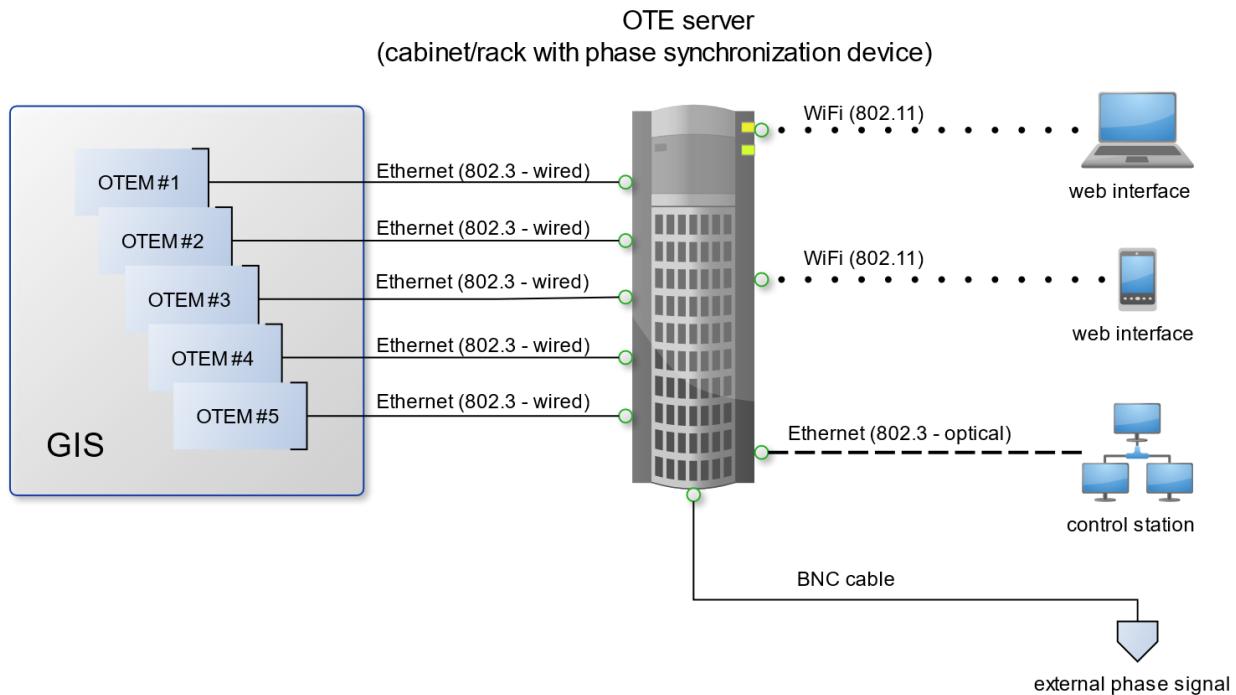 OTE server
(cabinet/rack with phase synchronization device)
OTEM #1
OTEM #2
OTEM #3
OTEM #4
OTEM #5
GIS
Ethernet (802.3 - wired)
Ethernet (802.3 - wired)
Ethernet (802.3 - wired)
Ethernet (802.3 - wired)
Ethernet (802.3 - wired)
WiFi (802.11)
web interface
WiFi (802.11)
web interface
Ethernet (802.3 - optical)
control station
BNC cable
external phase signal